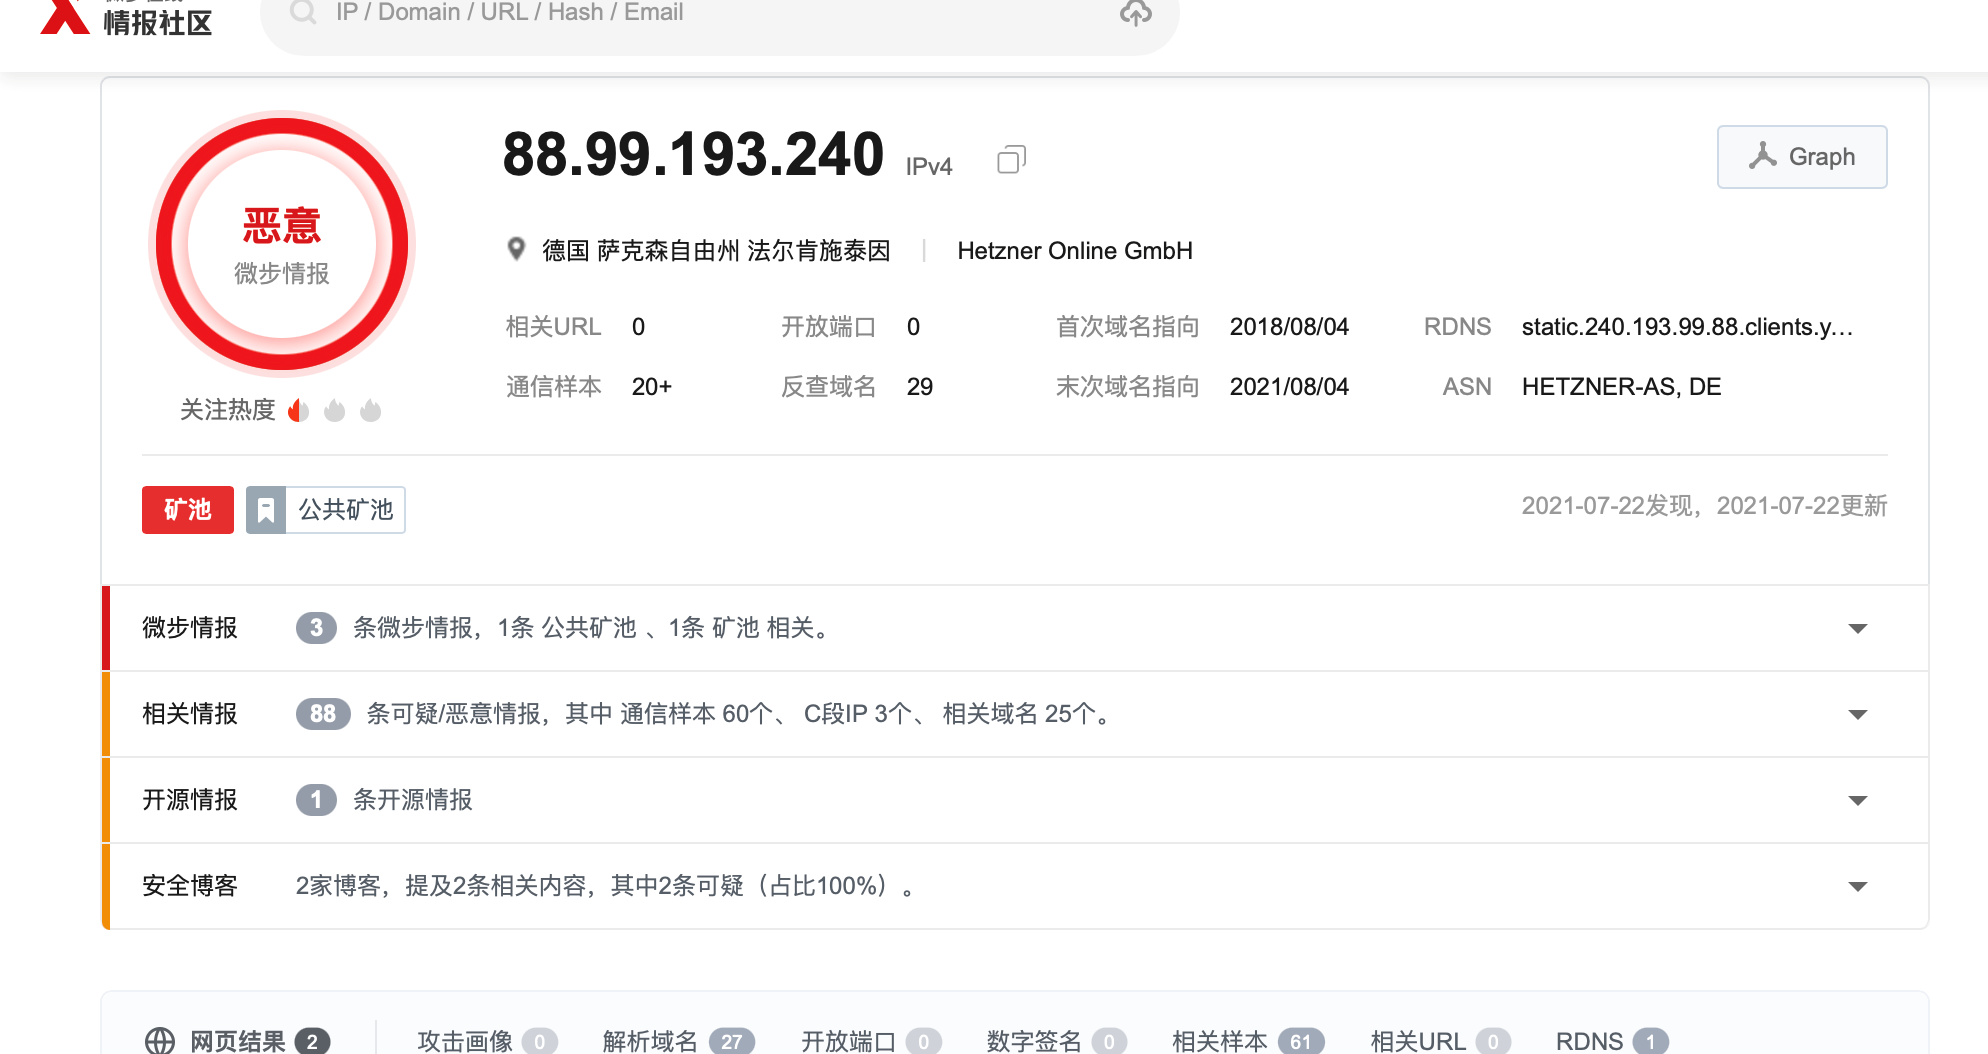 情报社区
IP / Domain / URL / Hash / Email
恶意
微步情报
关注热度
88.99.193.240 IPv4
Graph
德国 萨克森自由州 法尔肯施泰因 Hetzner Online GmbH
相关URL 0 开放端口 0 首次域名指向 2018/08/04 RDNS static.240.193.99.88.clients.y...
通信样本 20+ 反查域名 29 末次域名指向 2021/08/04 ASN HETZNER-AS, DE
矿池 公共矿池 2021-07-22发现，2021-07-22更新
微步情报 3 条微步情报，1条 公共矿池 、1条 矿池 相关。
相关情报 88 条可疑/恶意情报，其中 通信样本 60个、 C段IP 3个、 相关域名 25个。
开源情报 1 条开源情报
安全博客 2家博客，提及2条相关内容，其中2条可疑（占比100%）。
网页结果 2 攻击画像 0 解析域名 27 开放端口 0 数字签名 0 相关样本 61 相关URL 0 RDNS 1